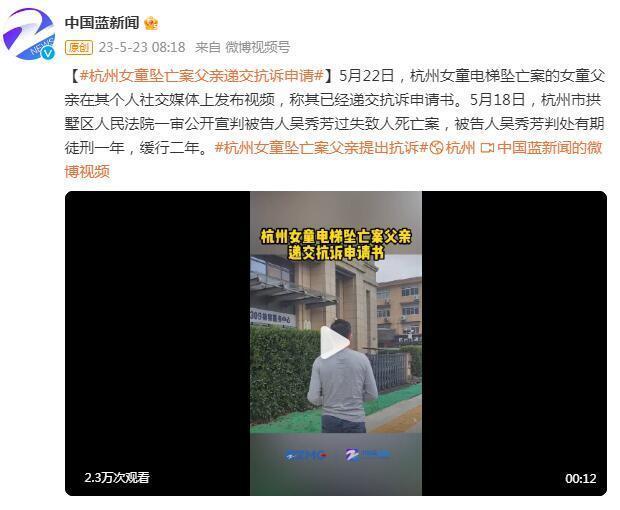 中国蓝新闻
原创 23-5-23 08:18 来自 微博视频号
【#杭州女童坠亡案父亲递交抗诉申请#】5月22日，杭州女童电梯坠亡案的女童父
亲在其个人社交媒体上发布视频，称其已经递交抗诉申请书。5月18日，杭州市拱
墅区人民法院一审公开宣判被告人吴秀芳过失致人死亡案，被告人吴秀芳判处有期
徒刑一年，缓行二年。#杭州女童坠亡案父亲提出抗诉#杭州 中国蓝新闻的微
博视频
杭州女童电梯坠亡案父亲
递交抗诉申请书
2.3万次观看
00:12
NEWS
ZMG